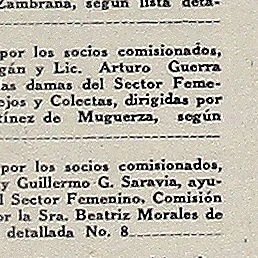 Zambrana, según lista deta-
por los socios comisionados,
gán y Lic. Arturo Guerra
as damas del Sector Feme-
ejos y Colectas, dirigidas por
tínez de Muguerza, según
por los socios comisionados,
y Guillermo G. Saravia, ayu-
l Sector Femenino, Comisión
or la Sra. Beatriz Morales de
detallada No. 8